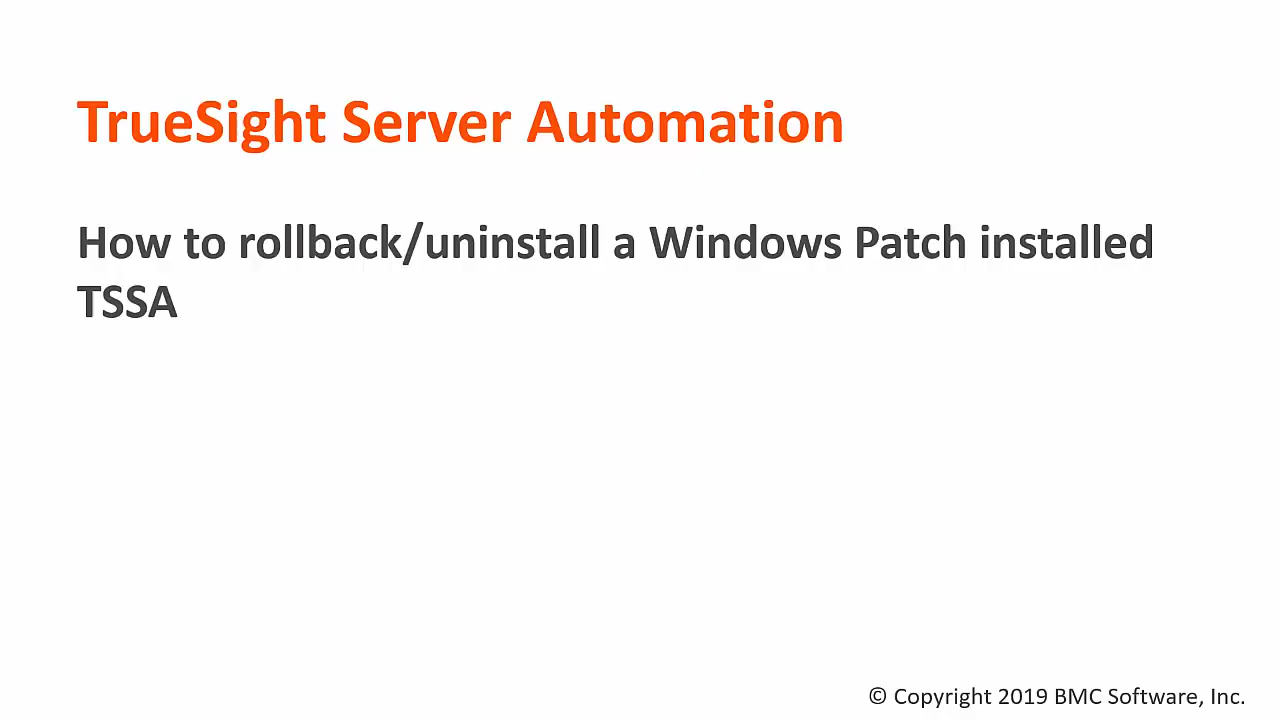 TrueSight Server Automation
How to rollback/uninstall a Windows Patch installed
TSSA
© Copyright 2019 BMC Software, Inc.